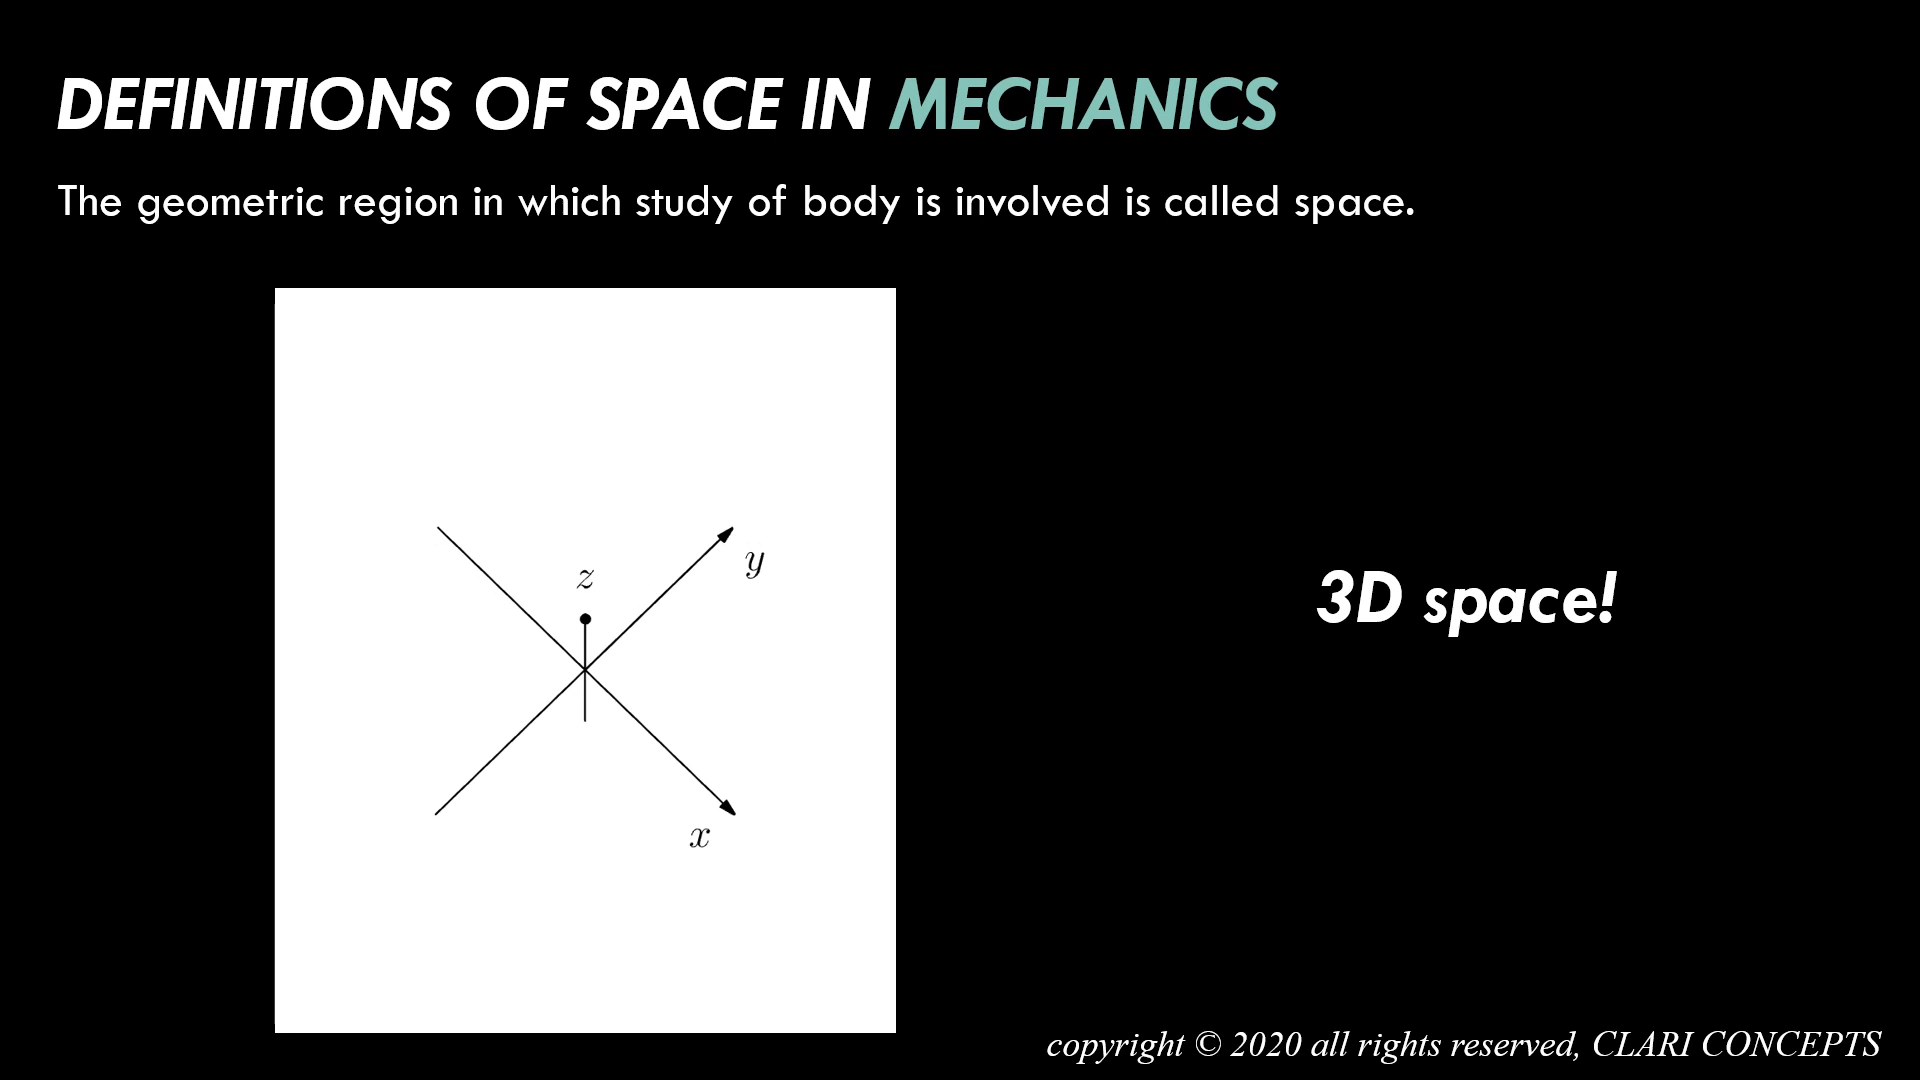 DEFINITIONS OF SPACE IN MECHANICS
The geometric region in which study of body is involved is called space.
z
y
x
3D space!
copyright © 2020 all rights reserved, CLARI CONCEPTS